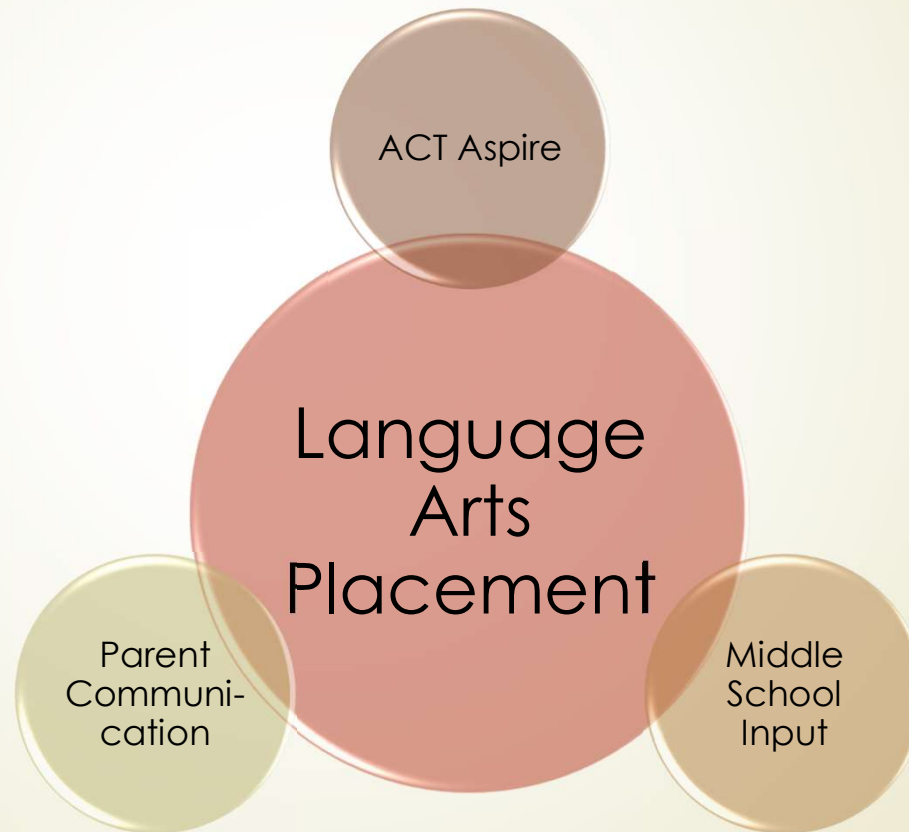 ACT Aspire
Language
Arts
Placement
Parent
Communi-
cation
Middle
School
Input